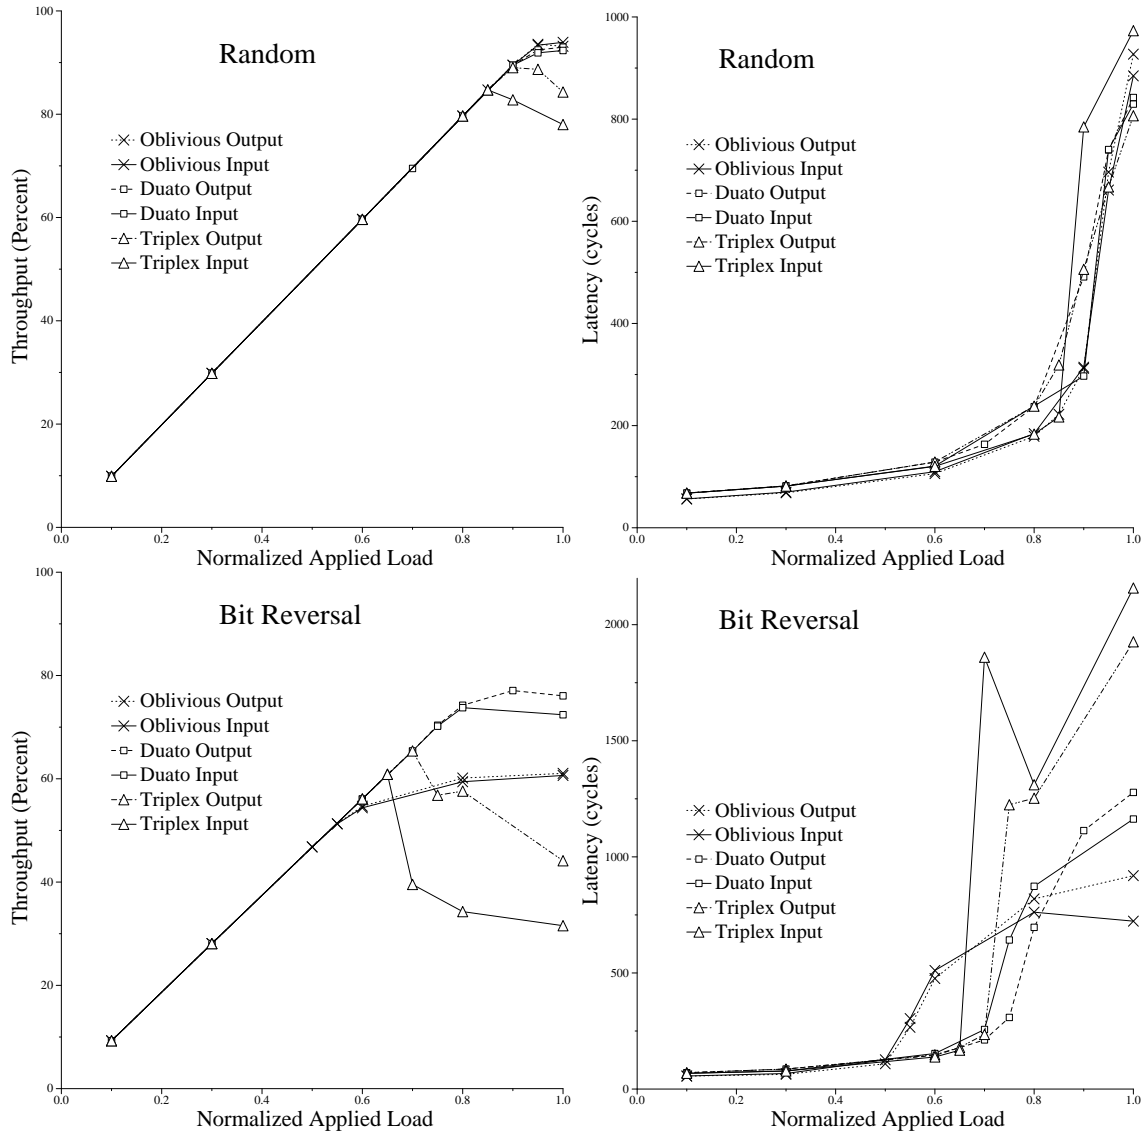 Random
Throughput (Percent)
100
80
60
40
20
0
Oblivious Output
Oblivious Input
Duato Output
Duato Input
Triplex Output
Triplex Input
0.0 0.2 0.4 0.6 0.8 1.0
Normalized Applied Load
Random
Latency (cycles)
1000
800
600
400
200
0
Oblivious Output
Oblivious Input
Duato Output
Duato Input
Triplex Output
Triplex Input
0.0 0.2 0.4 0.6 0.8 1.0
Normalized Applied Load
Bit Reversal
Throughput (Percent)
100
80
60
40
20
0
Oblivious Output
Oblivious Input
Duato Output
Duato Input
Triplex Output
Triplex Input
0.0 0.2 0.4 0.6 0.8 1.0
Normalized Applied Load
Bit Reversal
Latency (cycles)
2000
1500
1000
500
0
Oblivious Output
Oblivious Input
Duato Output
Duato Input
Triplex Output
Triplex Input
0.0 0.2 0.4 0.6 0.8 1.0
Normalized Applied Load